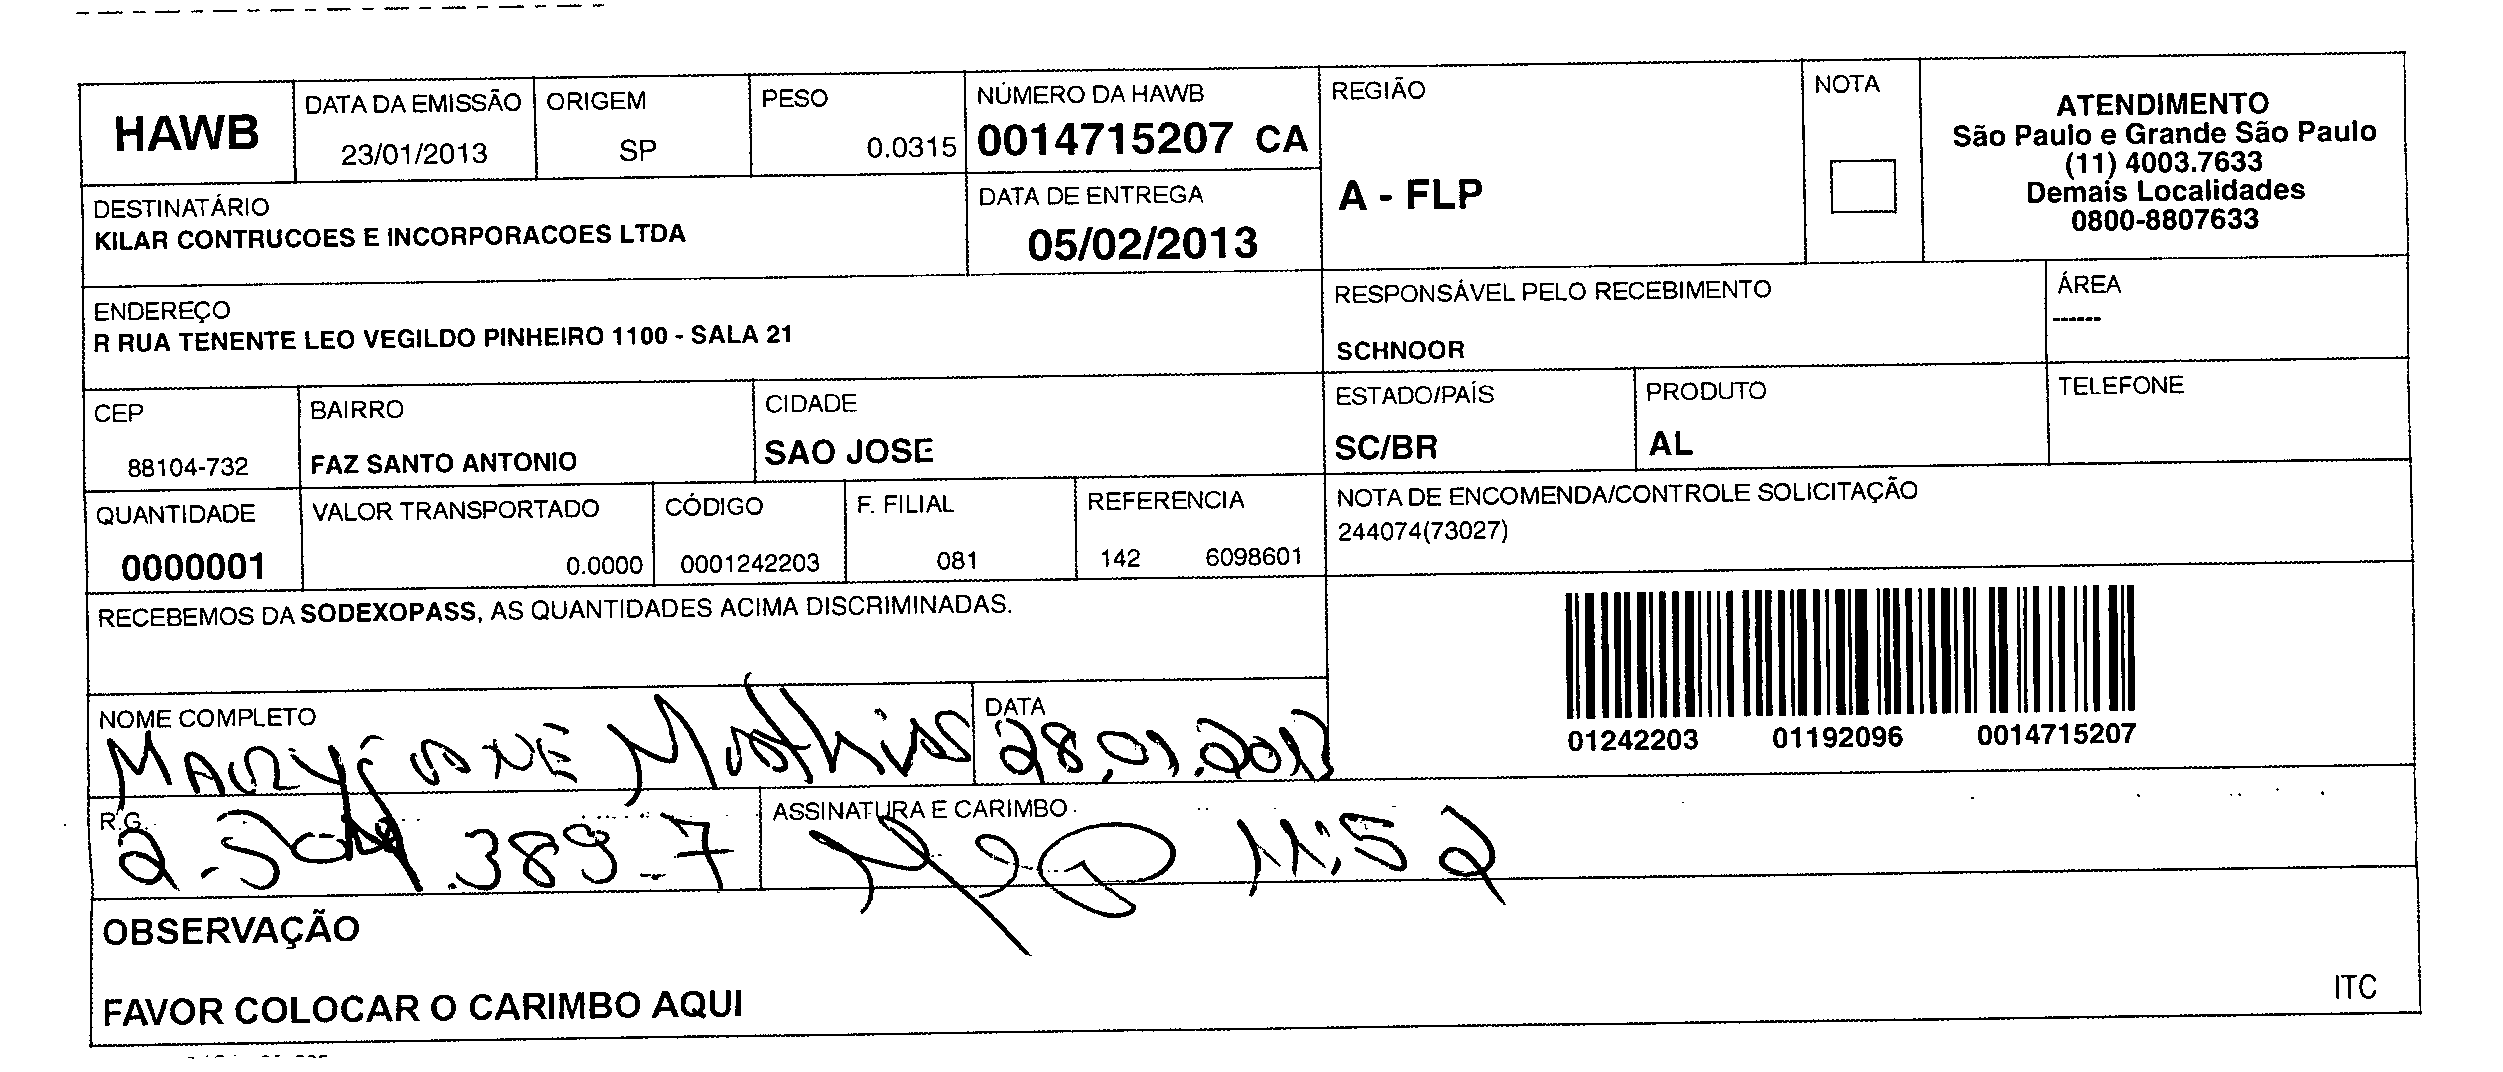 HAWB
DATA DA EMISSÃO
23/01/2013
ORIGEM
SP
PESO
0.0315
NÚMERO DA HAWB
0014715207 CA
REGIÃO
A - FLP
NOTA
ATENDIMENTO
São Paulo e Grande São Paulo
(11) 4003.7633
Demais Localidades
0800-8807633
DESTINATÁRIO
KILAR CONTRUCOES E INCORPORACOES LTDA
DATA DE ENTREGA
05/02/2013
ENDEREÇO
R RUA TENENTE LEO VEGILDO PINHEIRO 1100 - SALA 21
RESPONSÁVEL PELO RECEBIMENTO
SCHNOOR
ÁREA
------
CEP
88104-732
BAIRRO
FAZ SANTO ANTONIO
CIDADE
SAO JOSE
ESTADO/PAÍS
SC/BR
PRODUTO
AL
TELEFONE
QUANTIDADE
0000001
VALOR TRANSPORTADO
0.0000
CÓDIGO
0001242203
F. FILIAL
081
REFERENCIA
142 6098601
NOTA DE ENCOMENDA/CONTROLE SOLICITAÇÃO
244074(73027)
RECEBEMOS DA SODEXOPASS, AS QUANTIDADES ACIMA DISCRIMINADAS.
01242203 01192096 0014715207
NOME COMPLETO
Mathias
DATA
28.01.2013
R.G.
ASSINATURA E CARIMBO
11:52
OBSERVAÇÃO
FAVOR COLOCAR O CARIMBO AQUI
ITC